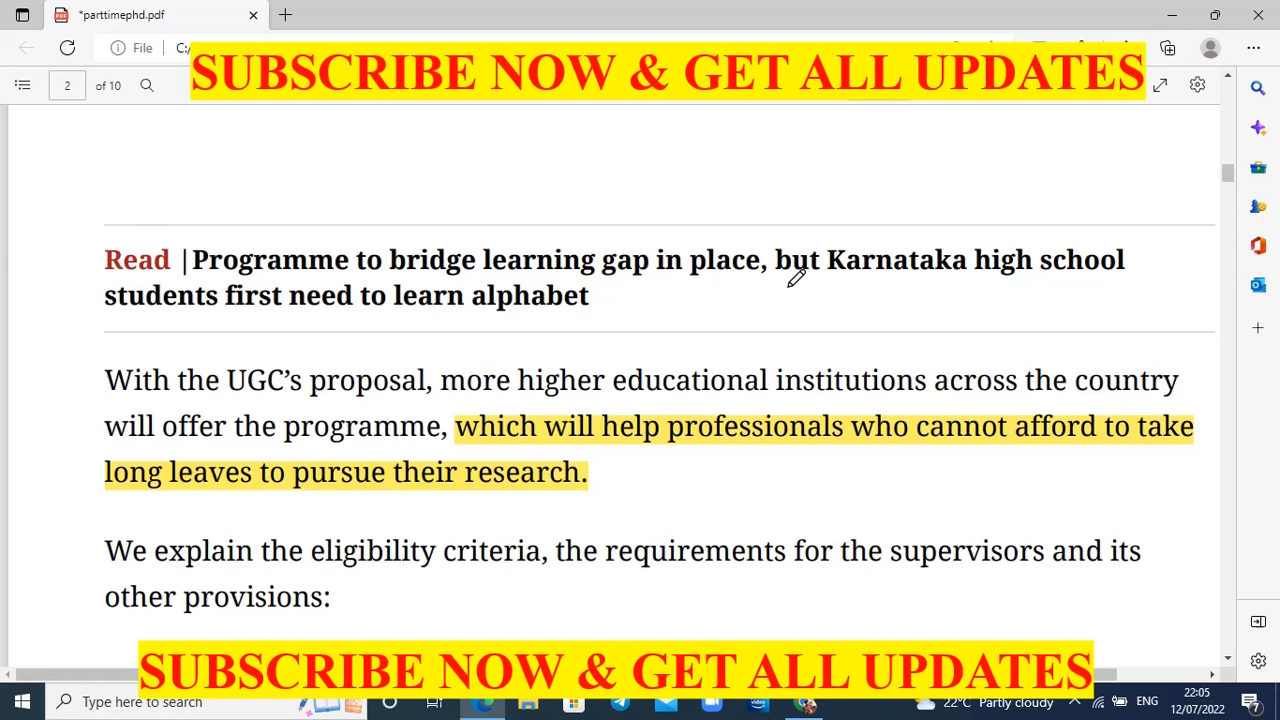 *parttimephd.pdf
File
C:/
SUBSCRIBE NOW & GET ALL UPDATES
2 of 10
Read |Programme to bridge learning gap in place, but Karnataka high school
students first need to learn alphabet
With the UGC’s proposal, more higher educational institutions across the country
will offer the programme, which will help professionals who cannot afford to take
long leaves to pursue their research.
We explain the eligibility criteria, the requirements for the supervisors and its
other provisions:
SUBSCRIBE NOW & GET ALL UPDATES
Type here to search
22°C Partly cloudy
ENG
22:05
12/07/2022
7